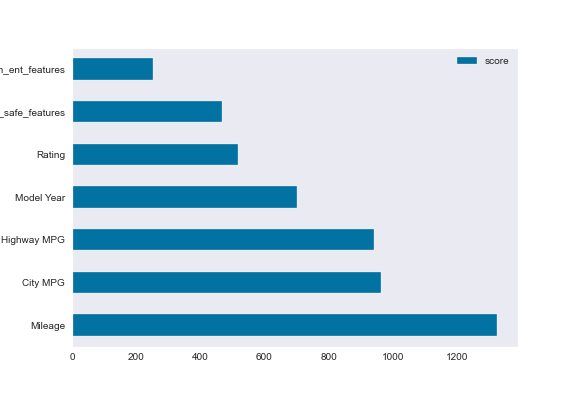 n_ent_features
score
_safe_features
Rating
Model Year
Highway MPG
City MPG
Mileage
0 200 400 600 800 1000 1200